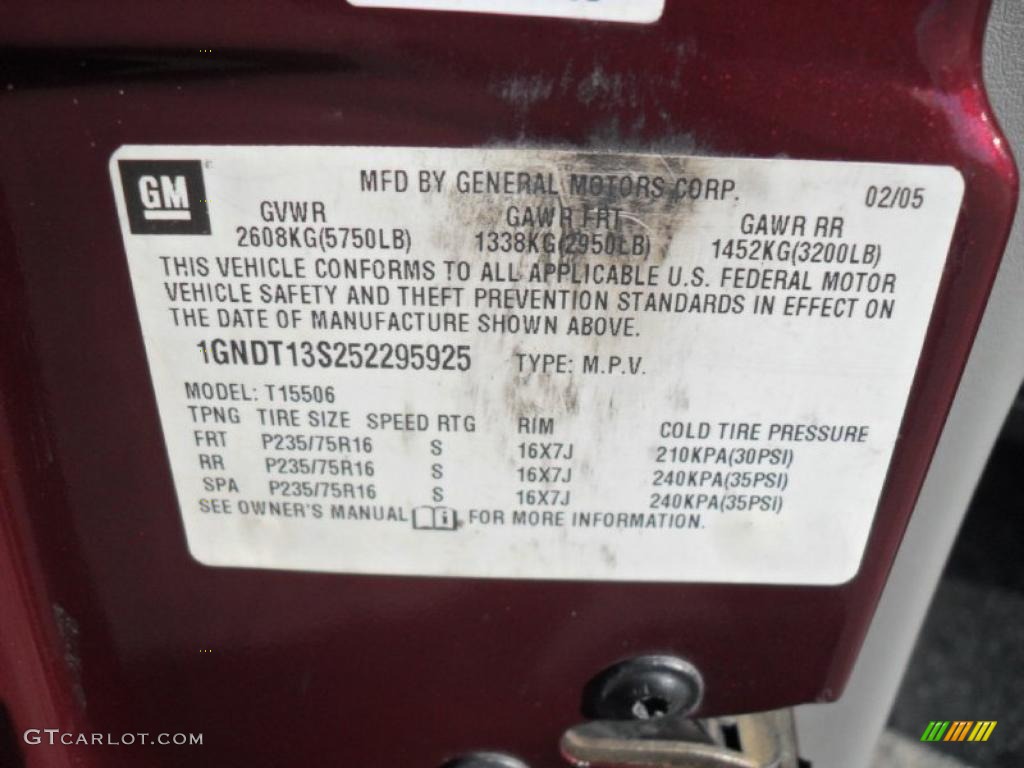 GM
MFD BY GENERAL MOTORS CORP. 02/05
GVWR GAWR FRT GAWR RR
2608KG(5750LB) 1338KG(2950LB) 1452KG(3200LB)
THIS VEHICLE CONFORMS TO ALL APPLICABLE U.S. FEDERAL MOTOR
VEHICLE SAFETY AND THEFT PREVENTION STANDARDS IN EFFECT ON
THE DATE OF MANUFACTURE SHOWN ABOVE.
1GNDT13S252295925 TYPE: M.P.V.
MODEL: T15506
TPNG TIRE SIZE SPEED RTG RIM COLD TIRE PRESSURE
FRT P235/75R16 S 16X7J 210KPA(30PSI)
RR P235/75R16 S 16X7J 240KPA(35PSI)
SPA P235/75R16 S 16X7J 240KPA(35PSI)
SEE OWNER'S MANUAL FOR MORE INFORMATION.
GTCARLOT.COM